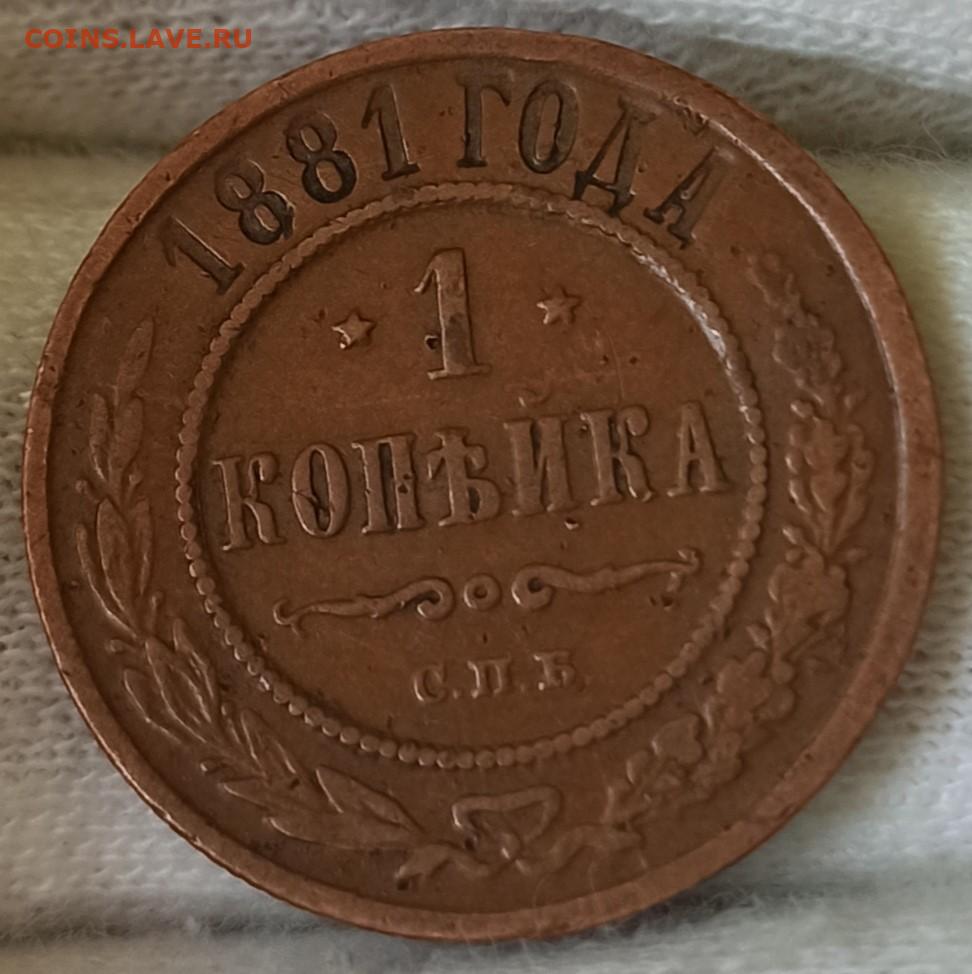 COINS.LAVE.RU
1881 ГОДА
1
КОПѢЙКА
С.П.Б.